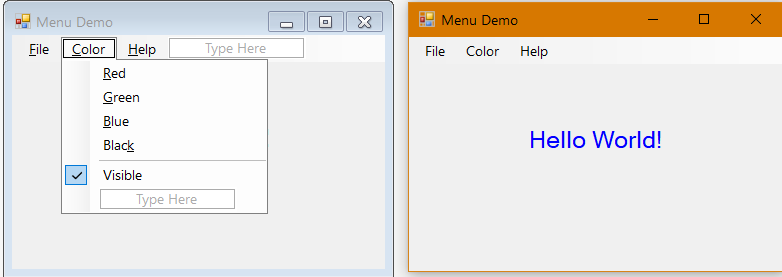 Menu Demo
File Color Help Type Here
Red
Green
Blue
Black
Visible
Type Here
Menu Demo
File Color Help
Hello World!